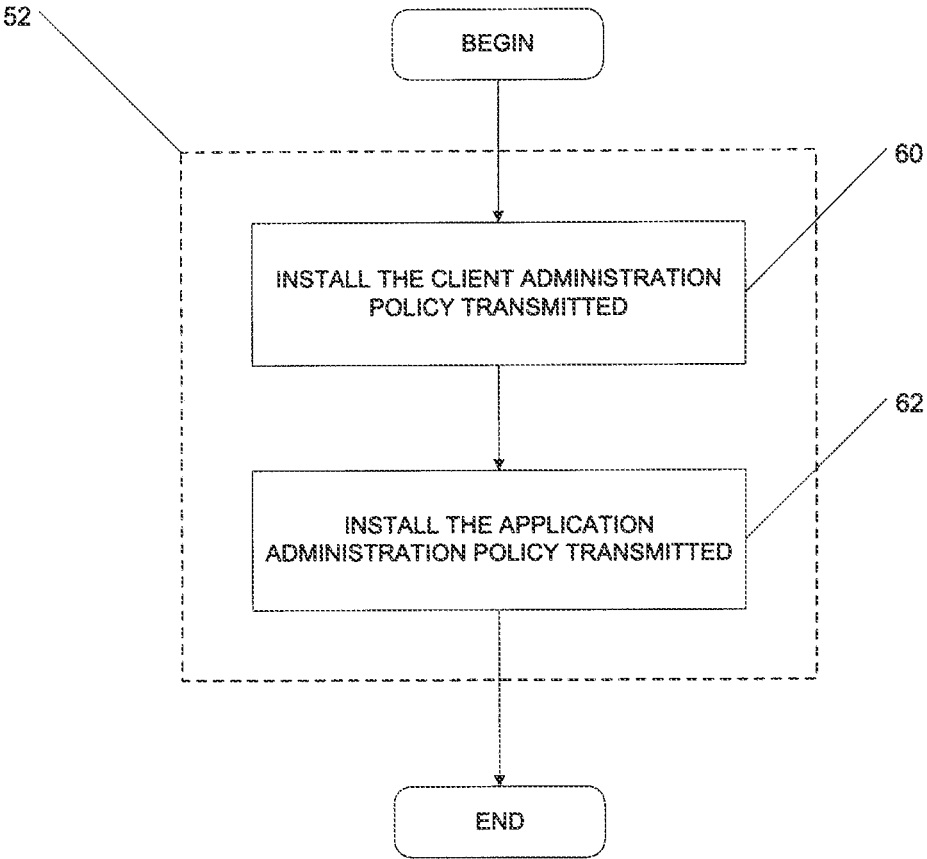 52
BEGIN
60
INSTALL THE CLIENT ADMINISTRATION
POLICY TRANSMITTED
62
INSTALL THE APPLICATION
ADMINISTRATION POLICY TRANSMITTED
END